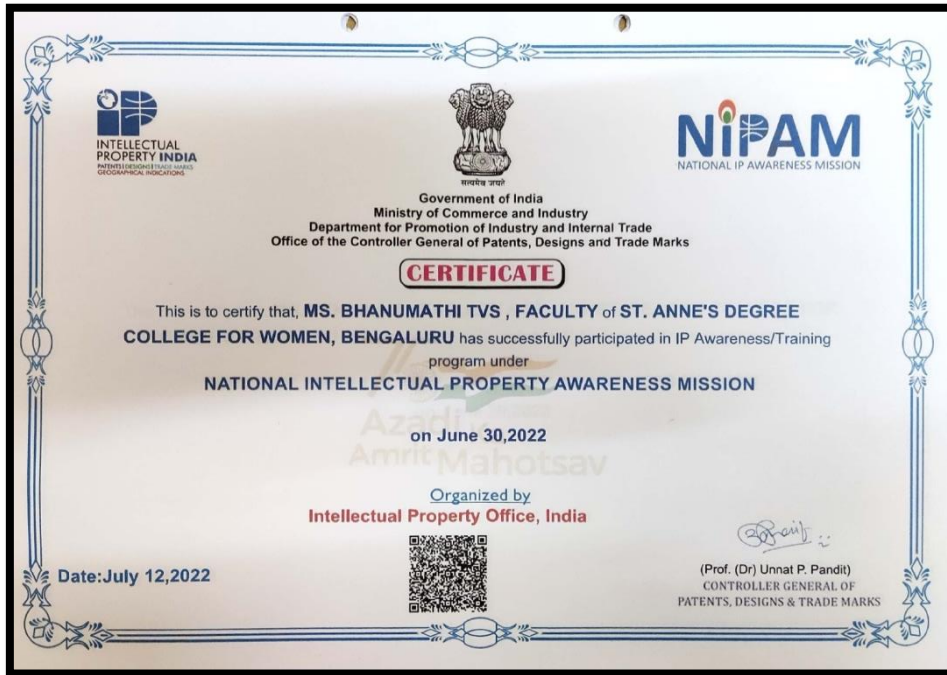 iP
INTELLECTUAL
PROPERTY INDIA
PATENTS | DESIGNS | TRADE MARKS
GEOGRAPHICAL INDICATIONS
सत्यमेव जयते
NiPAM
NATIONAL IP AWARENESS MISSION
Government of India
Ministry of Commerce and Industry
Department for Promotion of Industry and Internal Trade
Office of the Controller General of Patents, Designs and Trade Marks
CERTIFICATE
This is to certify that, MS. BHANUMATHI TVS , FACULTY of ST. ANNE'S DEGREE
COLLEGE FOR WOMEN, BENGALURU has successfully participated in IP Awareness/Training
program under
NATIONAL INTELLECTUAL PROPERTY AWARENESS MISSION
Azadi Ka
Amrit Mahotsav
on June 30,2022
Organized by
Intellectual Property Office, India
Date:July 12,2022
(Prof. (Dr) Unnat P. Pandit)
CONTROLLER GENERAL OF
PATENTS, DESIGNS & TRADE MARKS